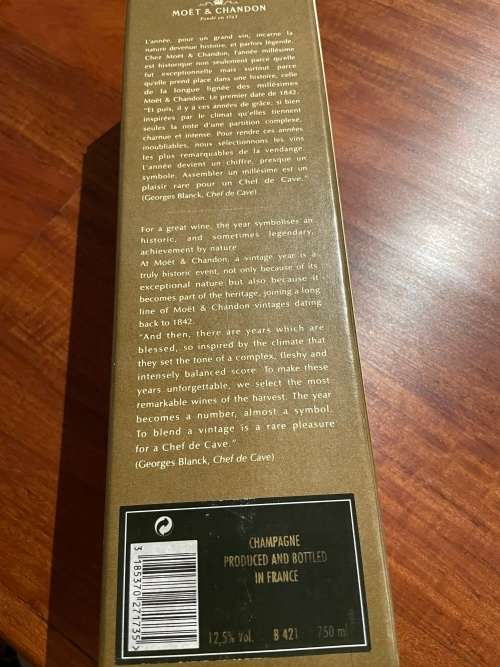 MOËT & CHANDON
Fondé en 1743
L'année, pour un grand vin, incarne la
nature devenue histoire, et parfois légende.
Chez Moët & Chandon, l'année millésime
est historique non seulement parce qu'elle
fut exceptionnelle mais surtout parce
qu'elle prend place dans une histoire, celle
de la longue lignée des millésimes
Moët & Chandon. Le premier date de 1842.
"Et puis, il y a ces années de grâce, si bien
inspirées par le climat qu'elles tiennent
seules la note d'une partition complexe,
charnue et intense. Pour rendre ces années
inoubliables, nous sélectionnons les vins
les plus remarquables de la vendange.
L'année devient un chiffre, presque un
symbole. Assembler un millésime est un
plaisir rare pour un Chef de Cave."
(Georges Blanck, Chef de Cave)
For a great wine, the year symbolises an
historic, and sometimes legendary,
achievement by nature
At Moët & Chandon, a vintage year is a
truly historic event, not only because of its
exceptional nature but also because it
becomes part of the heritage, joining a long
line of Moët & Chandon vintages dating
back to 1842.
"And then, there are years which are
blessed, so inspired by the climate that
they set the tone of a complex, fleshy and
intensely balanced score. To make these
years unforgettable, we select the most
remarkable wines of the harvest. The year
becomes a number, almost a symbol.
To blend a vintage is a rare pleasure
for a Chef de Cave."
(Georges Blanck, Chef de Cave)
CHAMPAGNE
PRODUCED AND BOTTLED
IN FRANCE
3 185370 271735
12,5% Vol. B 421 750 ml